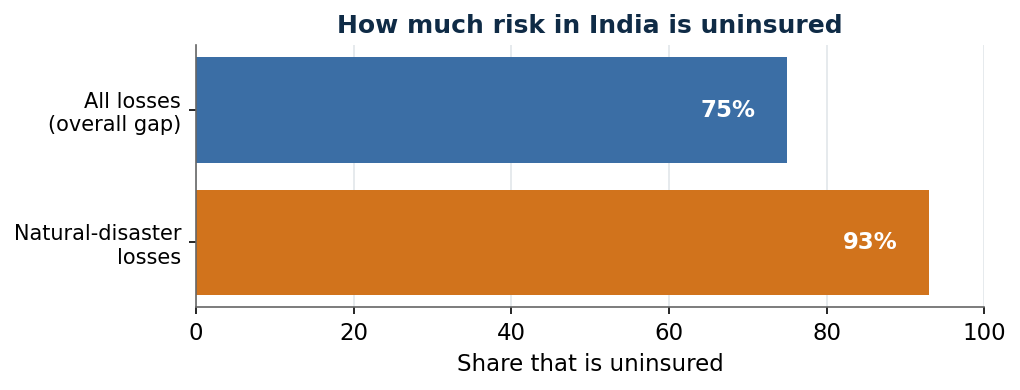 How much risk in India is uninsured
All losses
(overall gap)
75%
Natural-disaster
losses
93%
0 20 40 60 80 100
Share that is uninsured